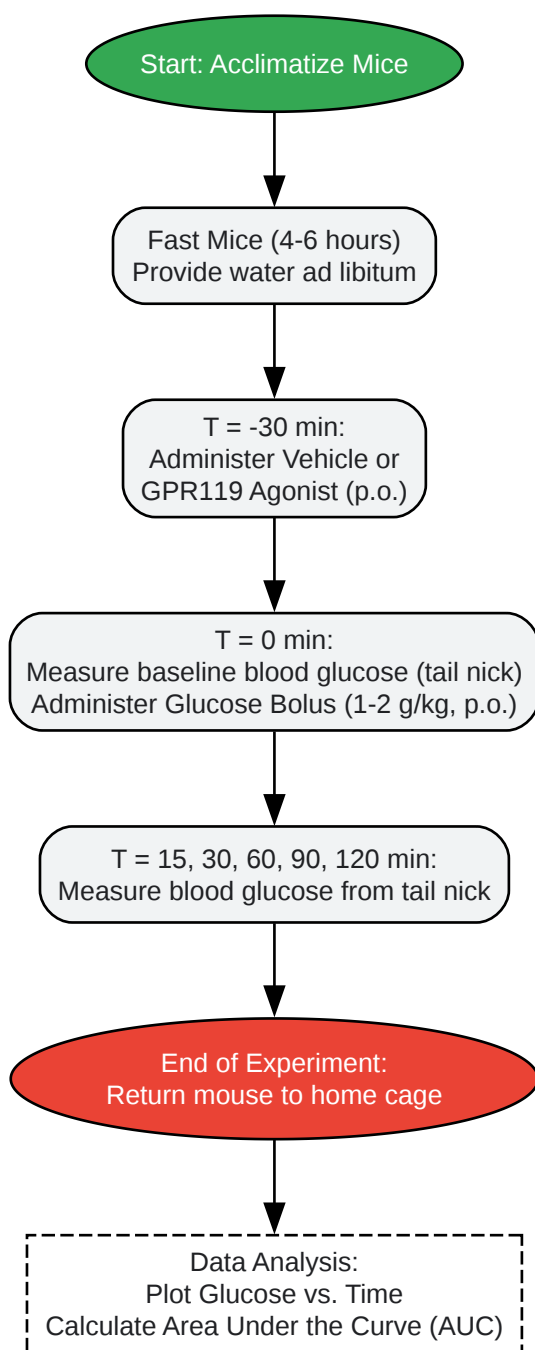 Start: Acclimatize Mice
Fast Mice (4-6 hours)
Provide water ad libitum
T = -30 min:
Administer Vehicle or
GPR119 Agonist (p.o.)
T = 0 min:
Measure baseline blood glucose (tail nick)
Administer Glucose Bolus (1-2 g/kg, p.o.)
T = 15, 30, 60, 90, 120 min:
Measure blood glucose from tail nick
End of Experiment:
Return mouse to home cage
Data Analysis:
Plot Glucose vs. Time
Calculate Area Under the Curve (AUC)